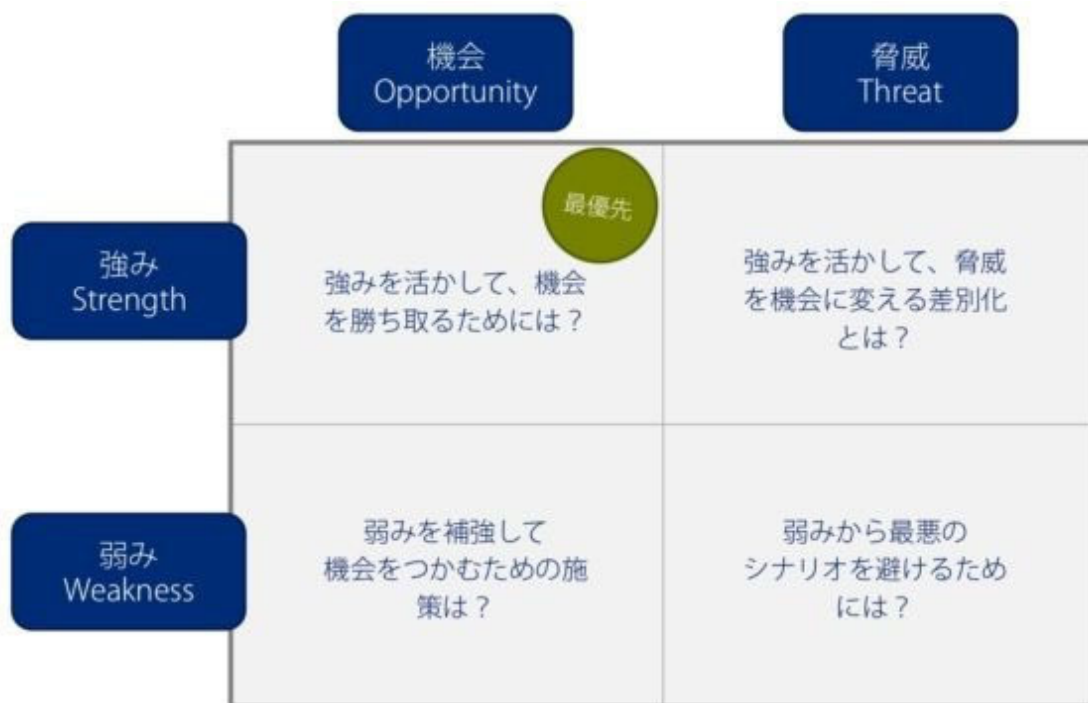 機会
Opportunity
脅威
Threat
最優先
強み
Strength
強みを活かして、機会
を勝ち取るためには？
強みを活かして、脅威
を機会に変える差別化
とは？
弱み
Weakness
弱みを補強して
機会をつかむための施
策は？
弱みから最悪の
シナリオを避けるため
には？